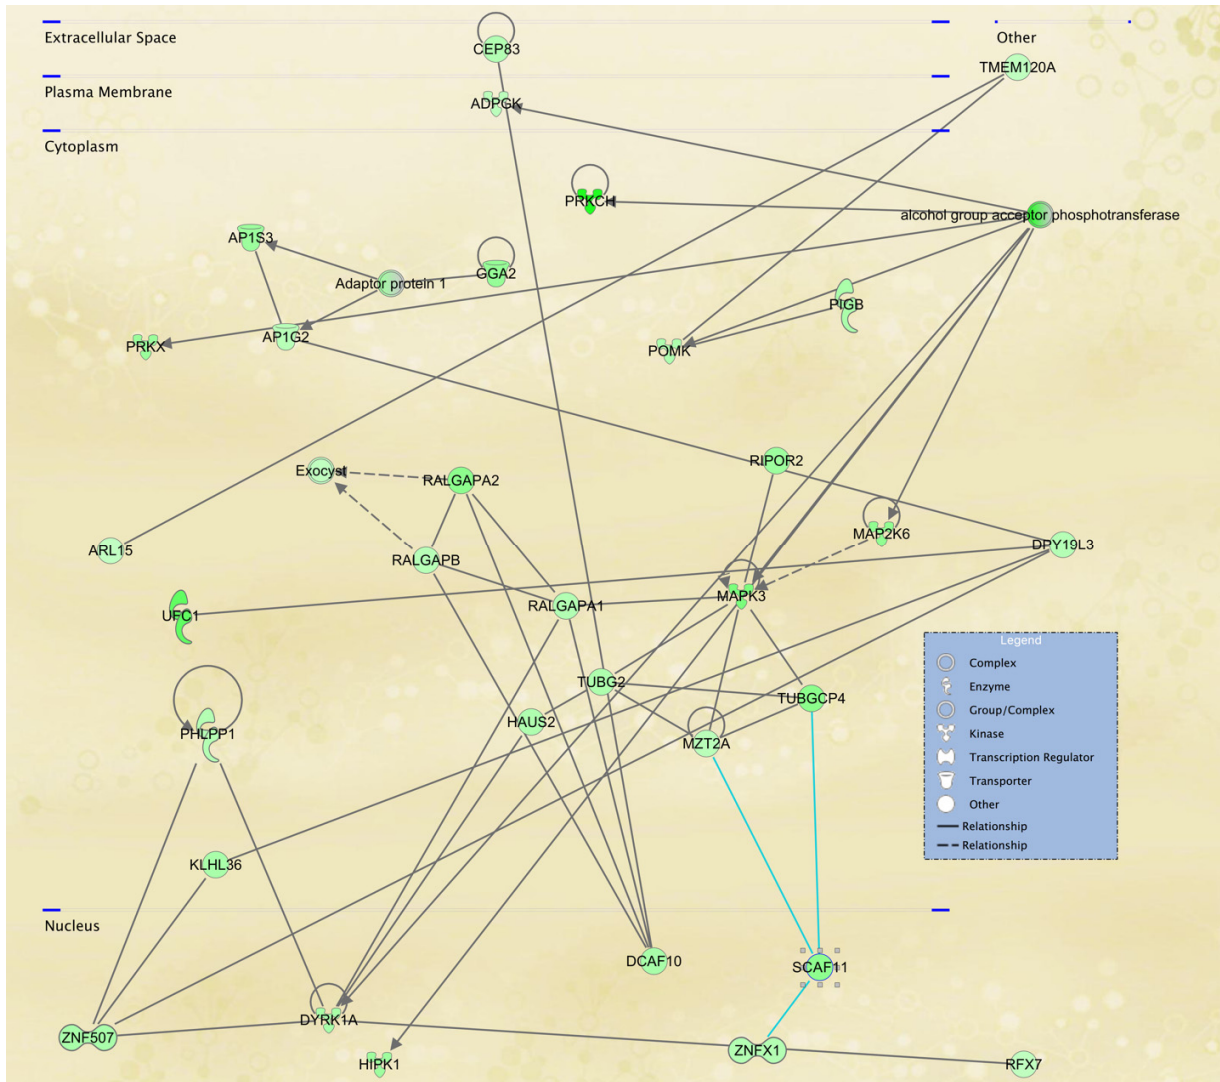 Extracellular Space
CEP83
Other
TMEM120A
Plasma Membrane
ADPGK
Cytoplasm
PRKCH
alcohol group acceptor phosphotransferase
AP1S3
Adaptor protein 1
GGA2
PIGB
AP1G2
PRKX
POMK
Exocyst
RALGAPA2
RIPOR2
MAP2K6
ARL15
RALGAPB
DPY19L3
UFC1
RALGAPA1
MAPK3
Legend
Complex
Enzyme
Group/Complex
Kinase
Transcription Regulator
Transporter
Other
Relationship
Relationship
TUBG2
TUBGCP4
HAUS2
PHLPP1
MZT2A
KLHL36
Nucleus
DCAF10
SCAF11
DYRK1A
ZNF507
HIPK1
ZNFX1
RFX7